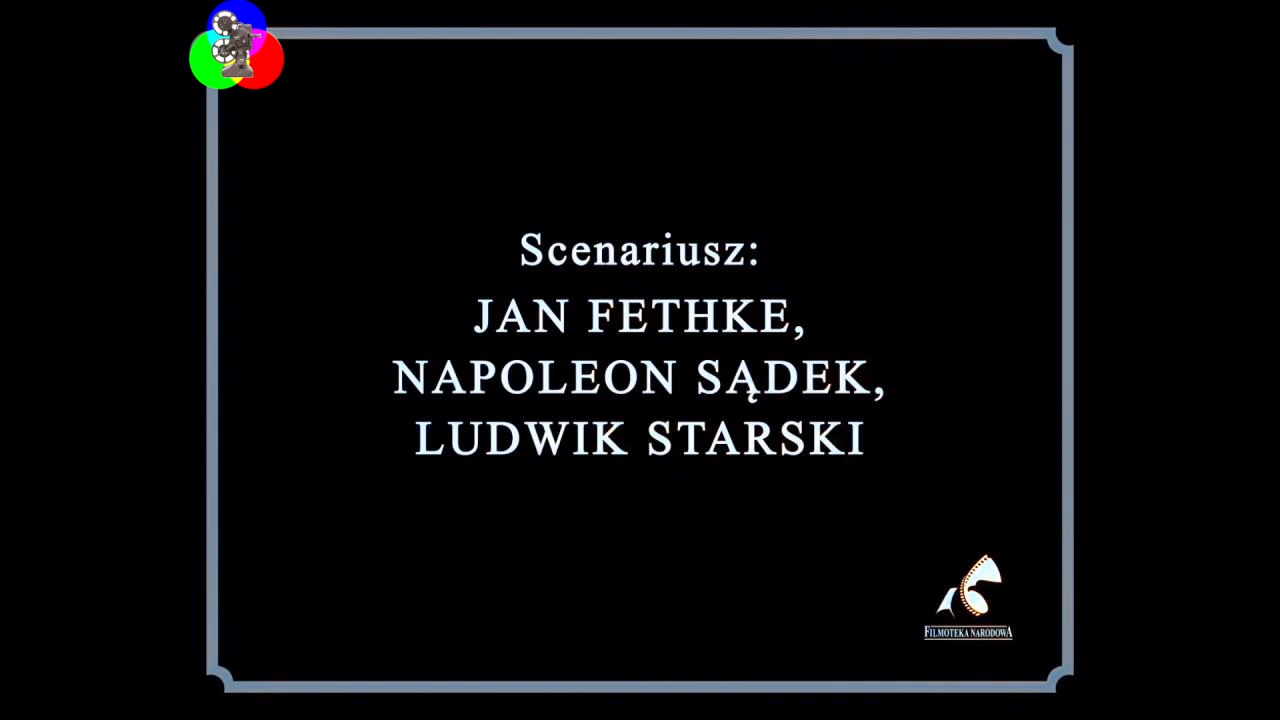 Scenariusz:
JAN FETHKE,
NAPOLEON SĄDEK,
LUDWIK STARSKI
FILMOTEKA NARODOWA